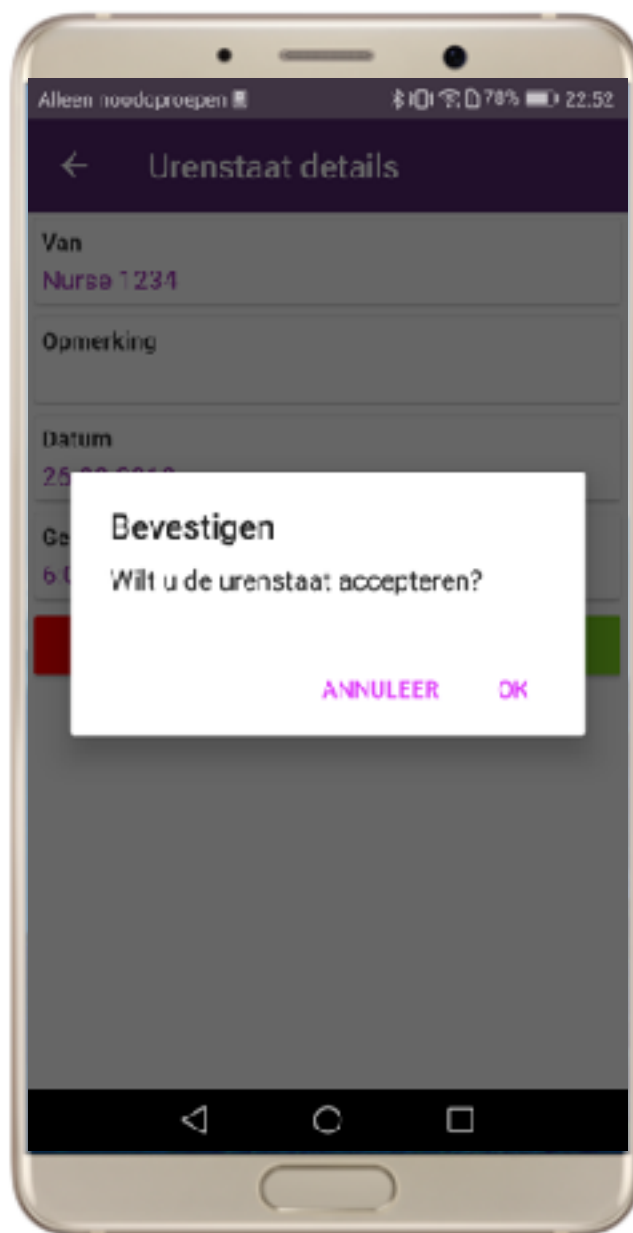 Alleen noodoproepen
78% 22:52
Urenstaat details
Van
Nurse 1234
Opmerking
Datum
Bevestigen
Wilt u de urenstaat accepteren?
ANNULEER OK